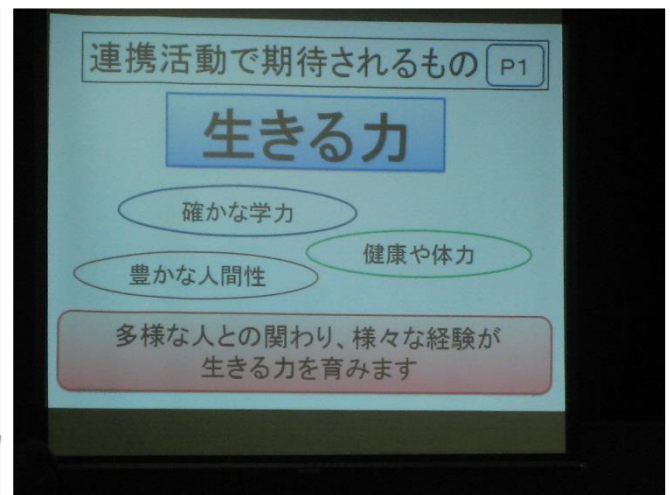 連携活動で期待されるもの P1
生きる力
確かな学力
健康や体力
豊かな人間性
多様な人との関わり、様々な経験が
生きる力を育みます